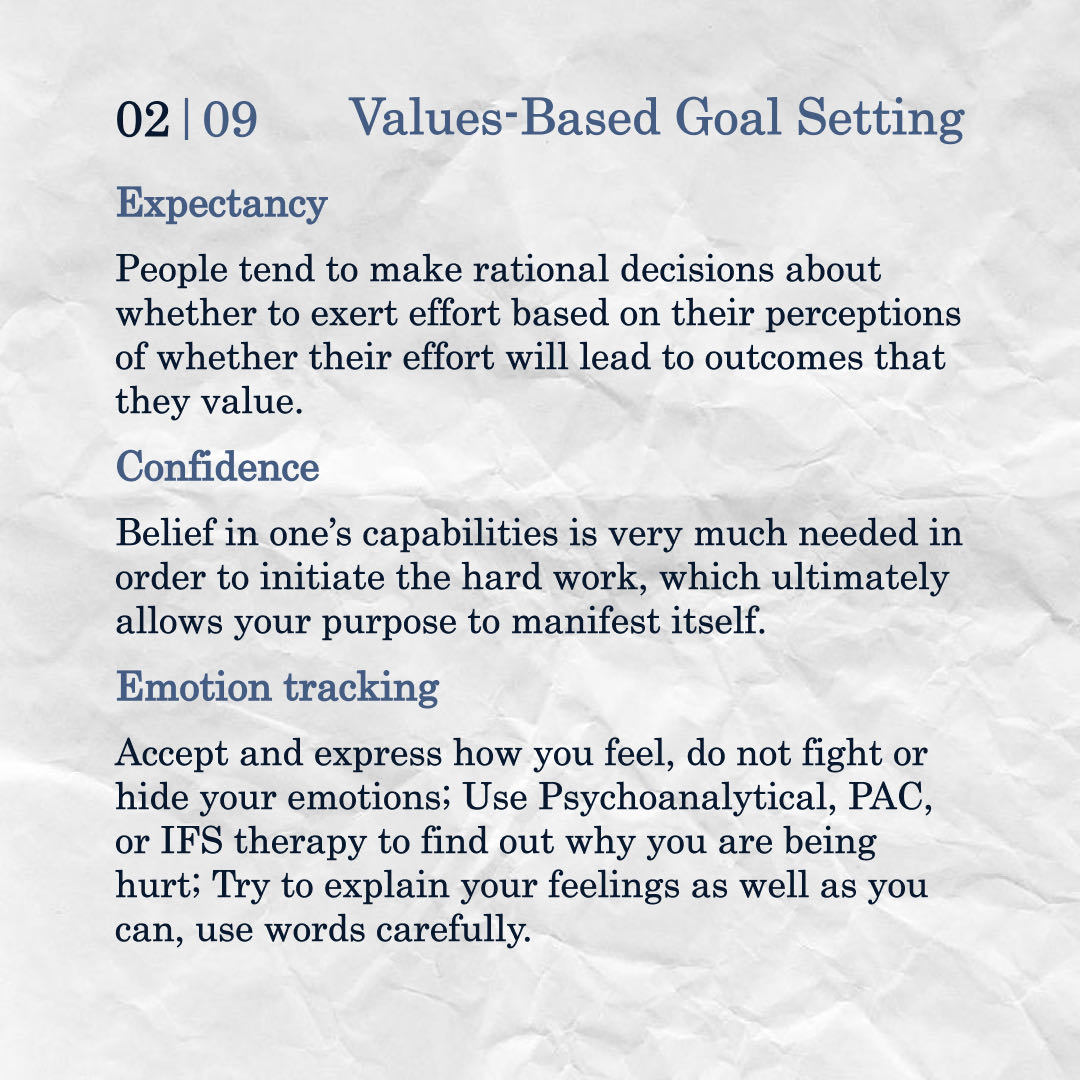 02 | 09 Values-Based Goal Setting
Expectancy
People tend to make rational decisions about
whether to exert effort based on their perceptions
of whether their effort will lead to outcomes that
they value.
Confidence
Belief in one’s capabilities is very much needed in
order to initiate the hard work, which ultimately
allows your purpose to manifest itself.
Emotion tracking
Accept and express how you feel, do not fight or
hide your emotions; Use Psychoanalytical, PAC,
or IFS therapy to find out why you are being
hurt; Try to explain your feelings as well as you
can, use words carefully.